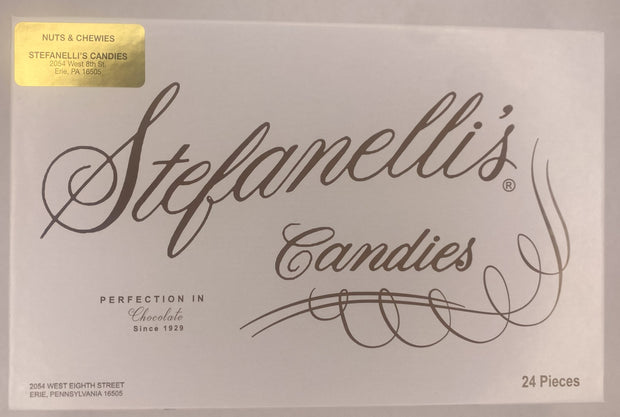 NUTS & CHEWIES
STEFANELLI'S CANDIES
2054 West 8th St.
Erie, PA 16505
Stefanelli's®
Candies
PERFECTION IN
Chocolate
Since 1929
2054 WEST EIGHTH STREET
ERIE, PENNSYLVANIA 16505
24 Pieces